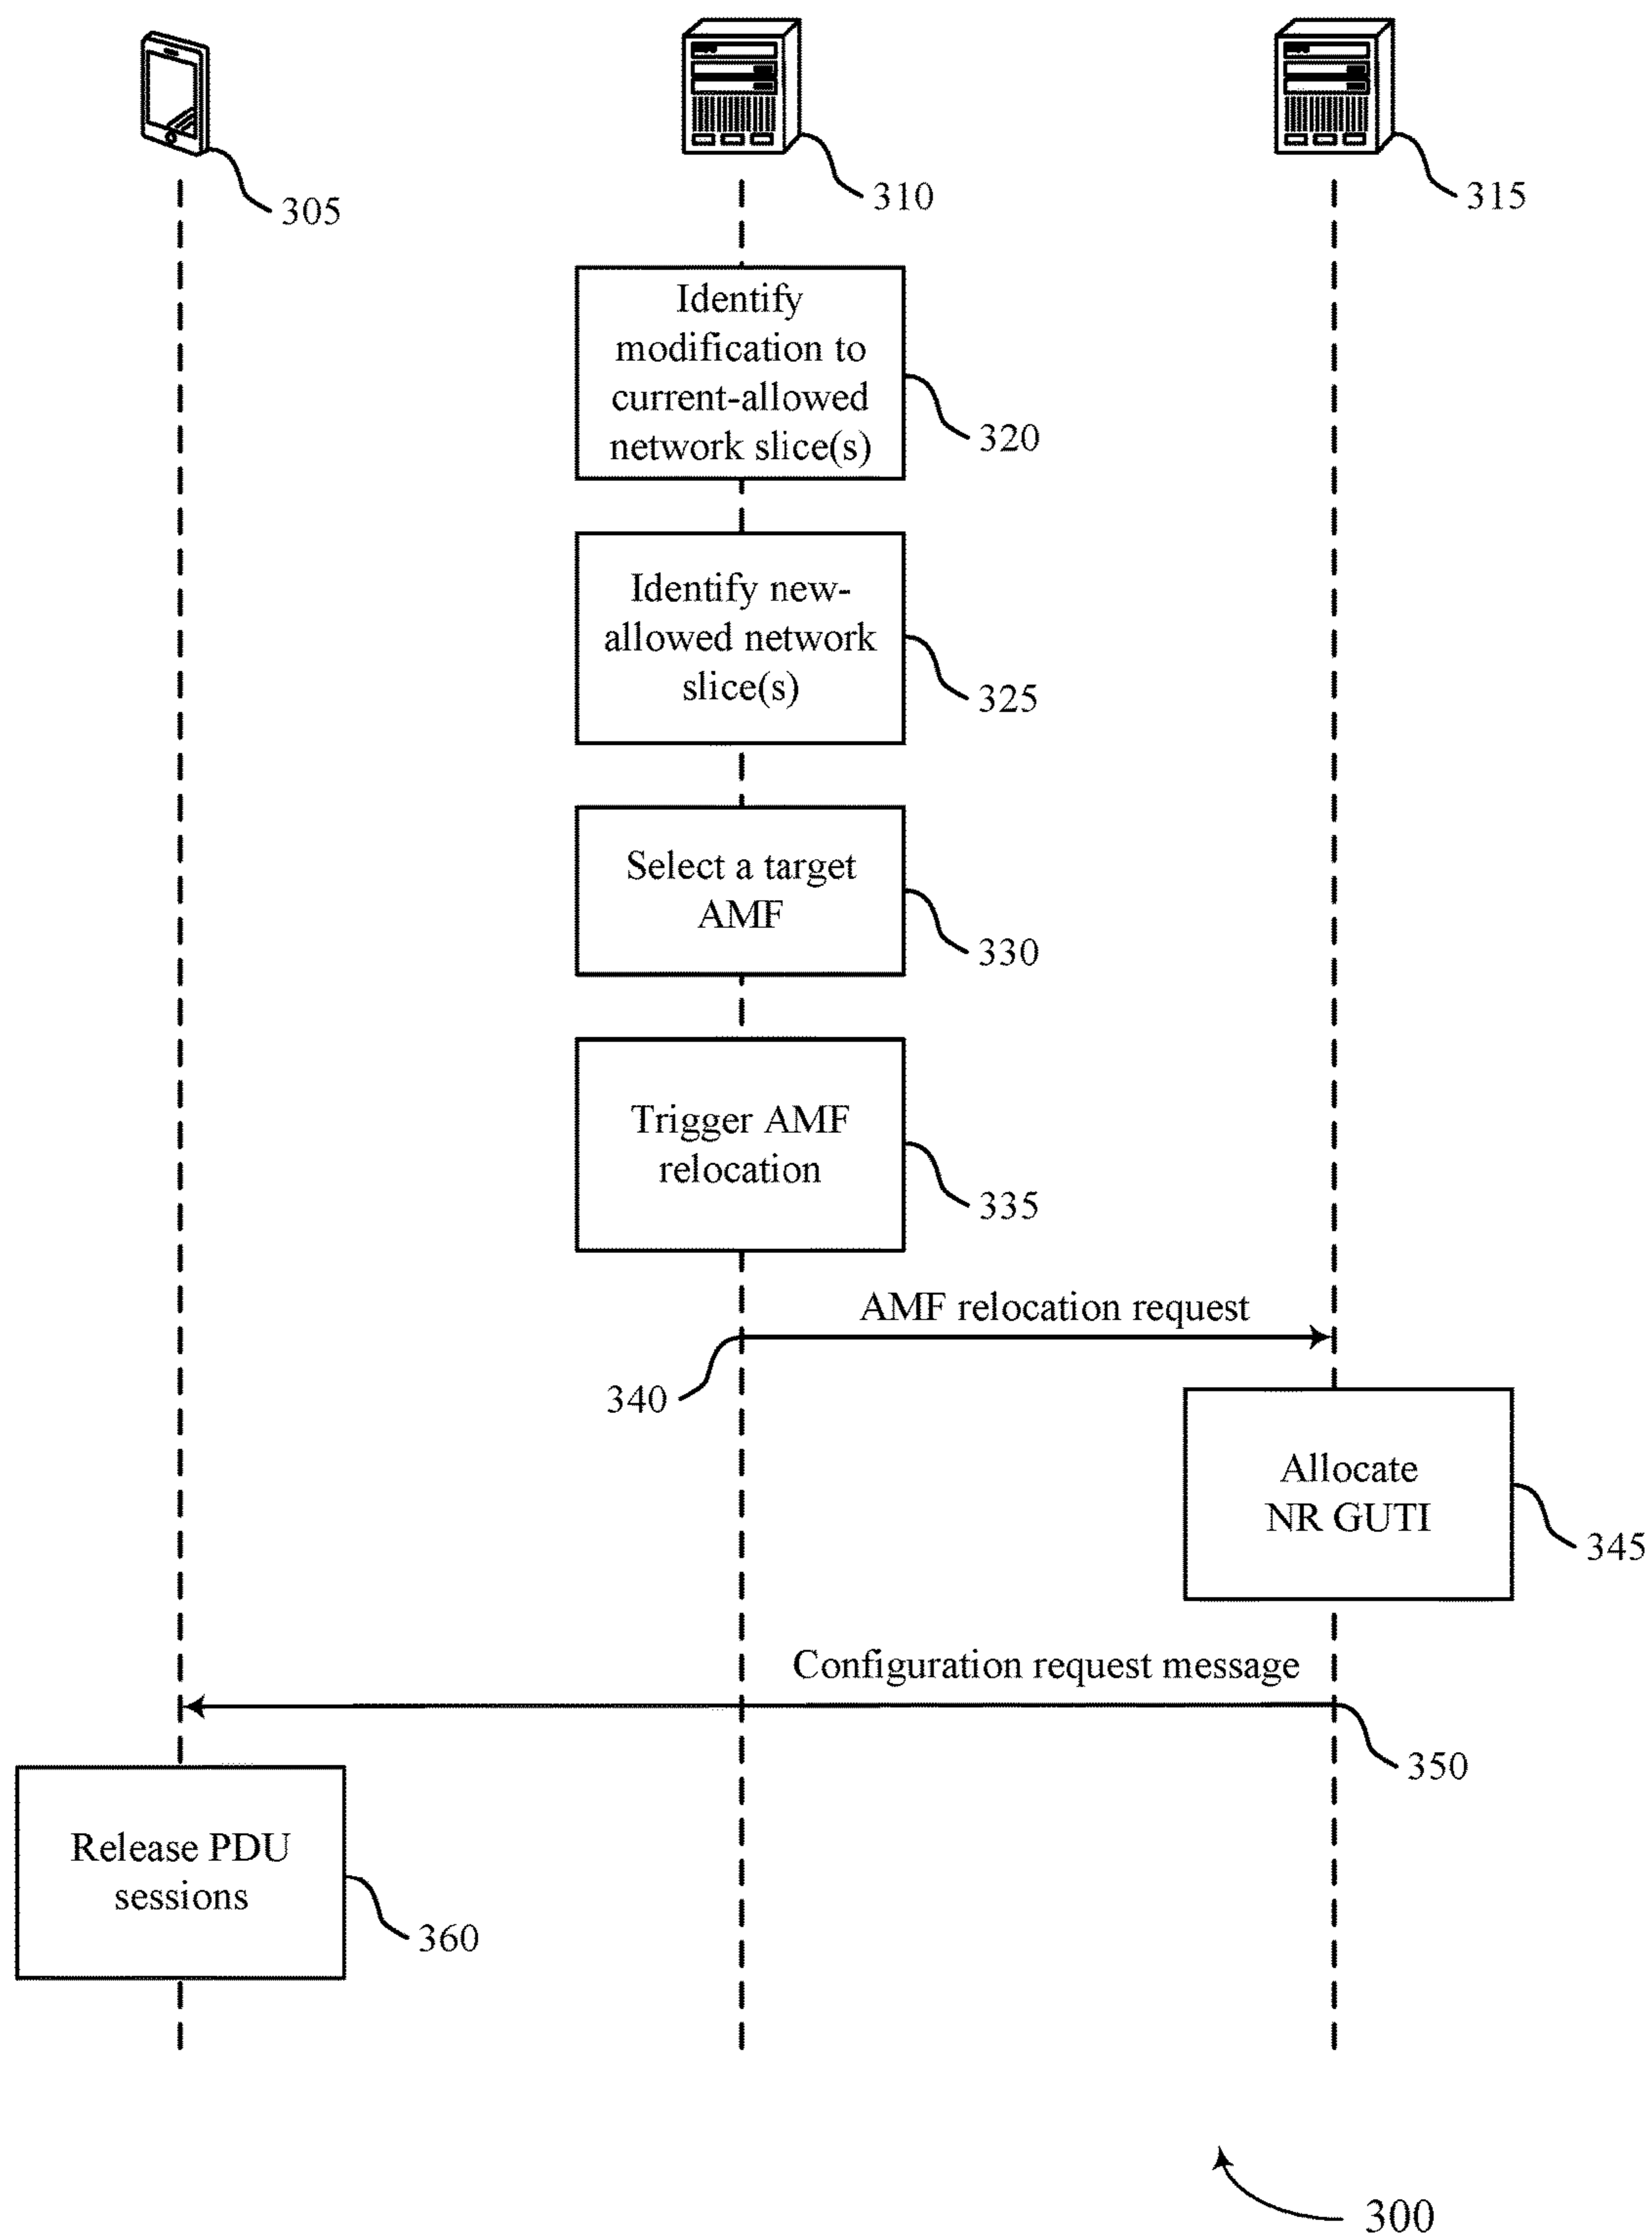 305
310
315
Identify
modification to
current-allowed
network slice(s)
320
Identify new-
allowed network
slice(s)
325
Select a target
AMF
330
Trigger AMF
relocation
335
AMF relocation request
340
Allocate
NR GUTI
345
Configuration request message
350
Release PDU
sessions
360
300